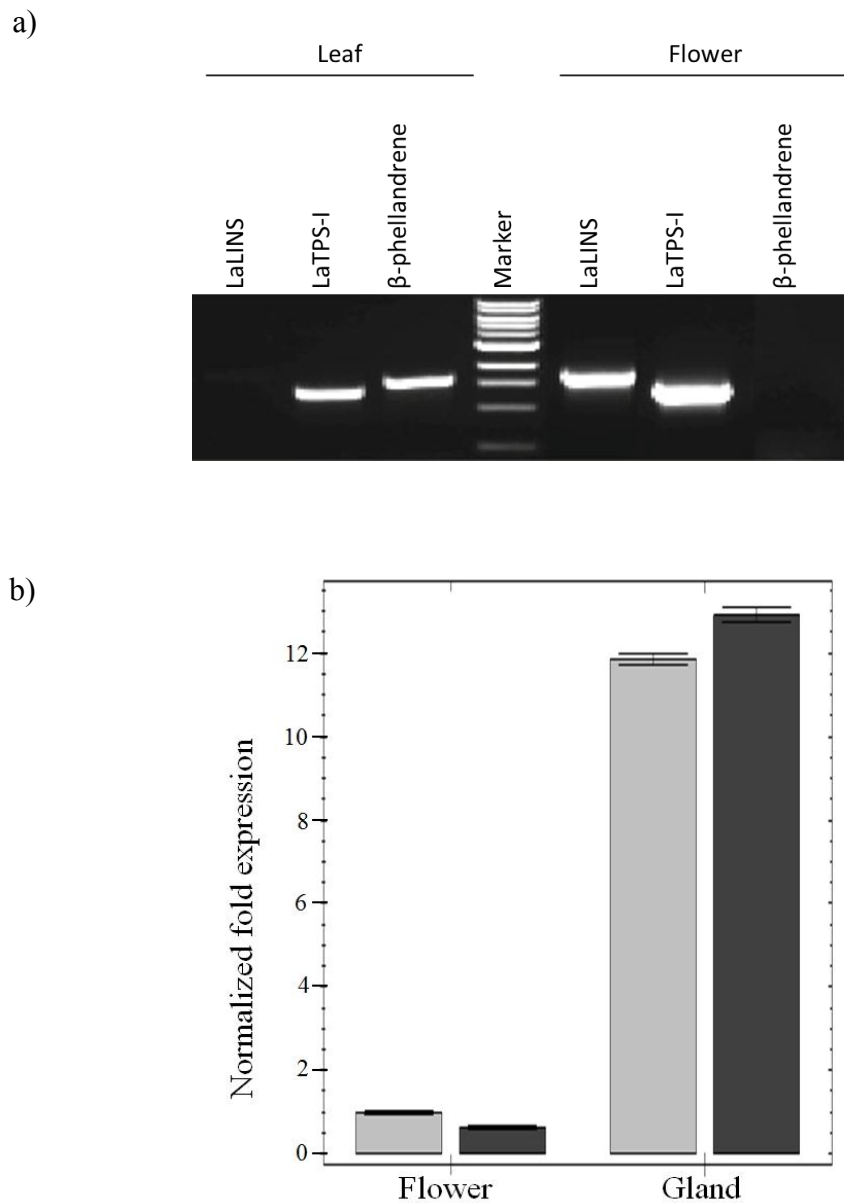 a)
Leaf Flower
LaLINS LaTPS-I β-phellandrene Marker LaLINS LaTPS-I β-phellandrene
b)
Normalized fold expression
12
10
8
6
4
2
0
Flower Gland